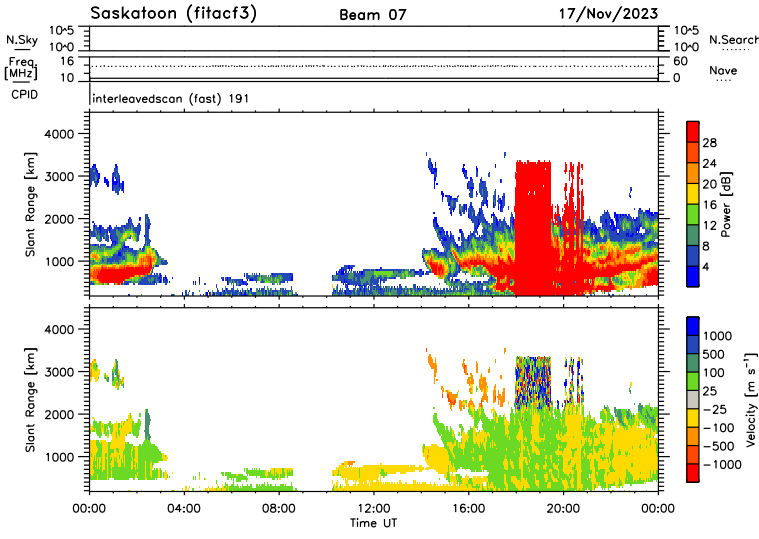 Saskatoon (fitacf3)
Beam 07
17/Nov/2023
N.Sky
10^5
10^0
10^5
10^0
N.Search
Freq.
[MHz]
16
10
60
0
Nave
CPID
interleavedscan (fast) 191
Slant Range [km]
4000
3000
2000
1000
28
24
20
16
12
8
4
Power [dB]
Slant Range [km]
4000
3000
2000
1000
1000
500
100
25
-25
-100
-500
-1000
Velocity [m s⁻¹]
00:00
04:00
08:00
12:00
16:00
20:00
00:00
Time UT